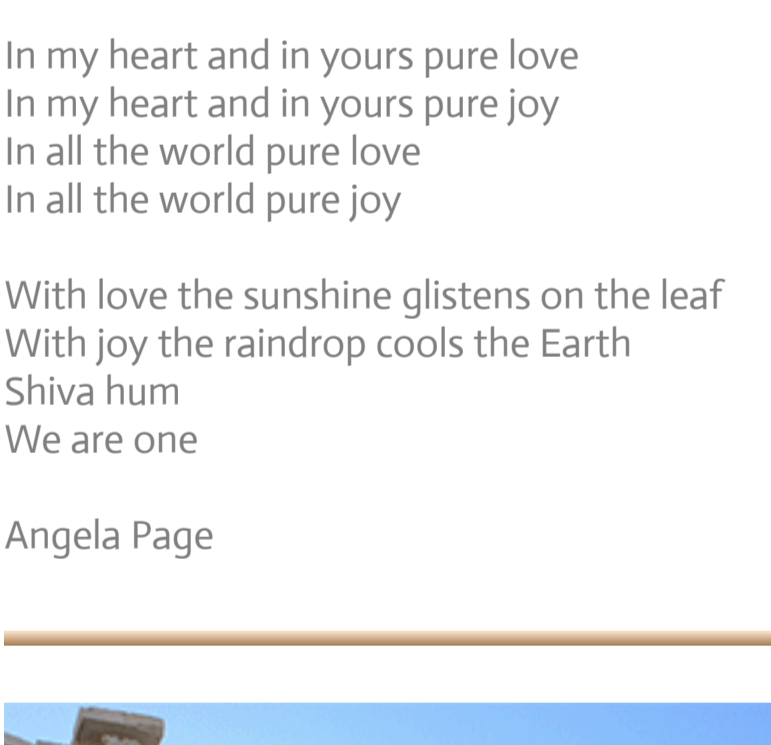 In my heart and in yours pure love
In my heart and in yours pure joy
In all the world pure love
In all the world pure joy
With love the sunshine glistens on the leaf
With joy the raindrop cools the Earth
Shiva hum
We are one
Angela Page